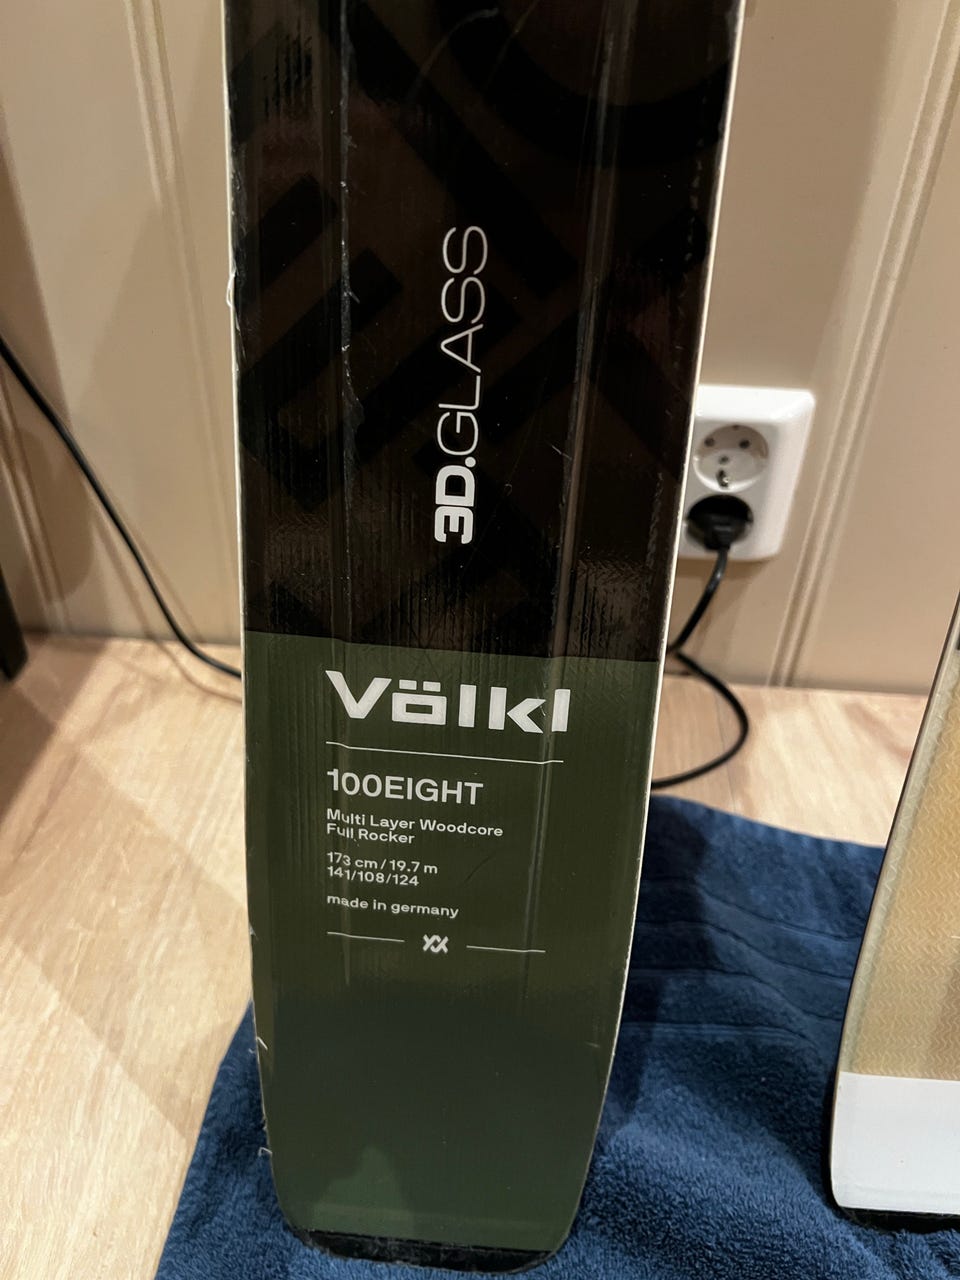 3D.GLASS
Völkl
100EIGHT
Multi Layer Woodcore
Full Rocker
173 cm / 19.7 m
141/108/124
made in germany